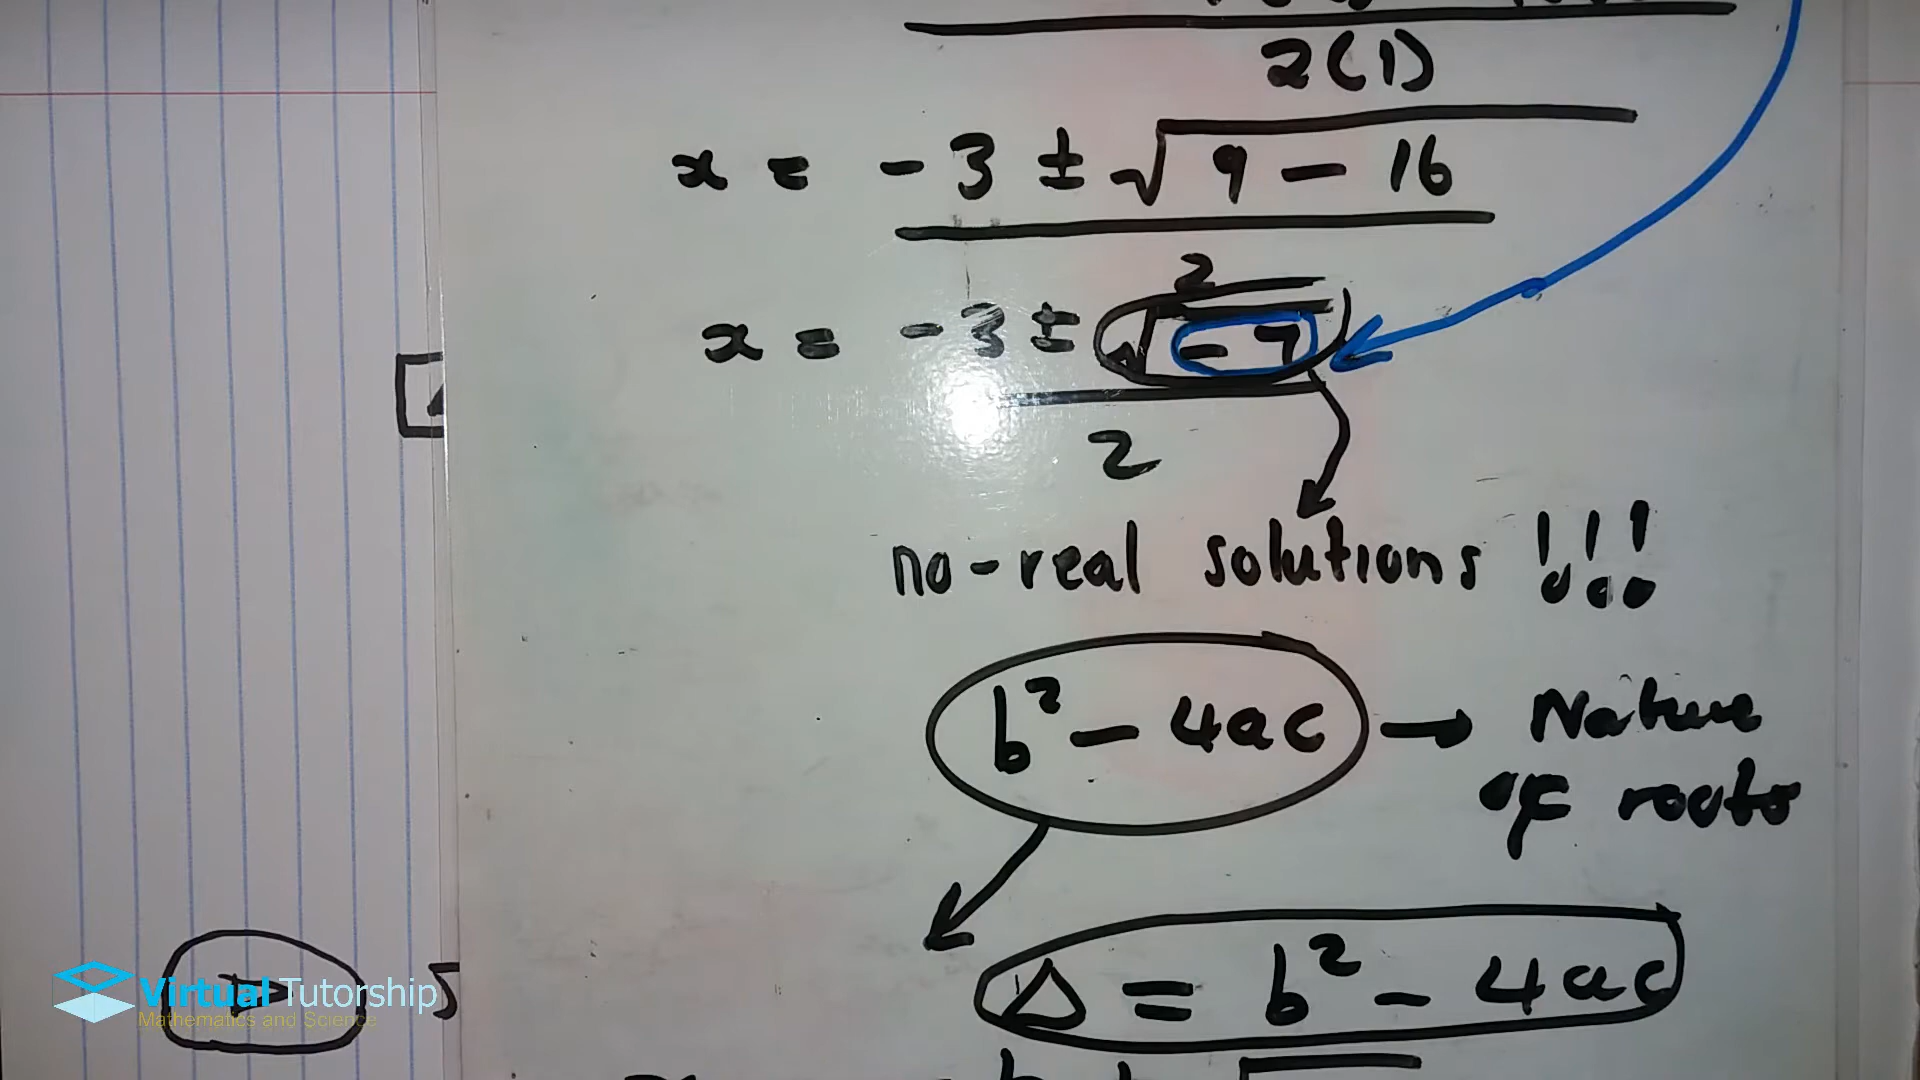 2(1)
x = -3 ± √9 - 16
2
x = -3 ± √-7
2
no-real solutions !!!
b² - 4ac → Nature
of roots
Δ = b² - 4ac
Virtual Tutorship
Mathematics and Science